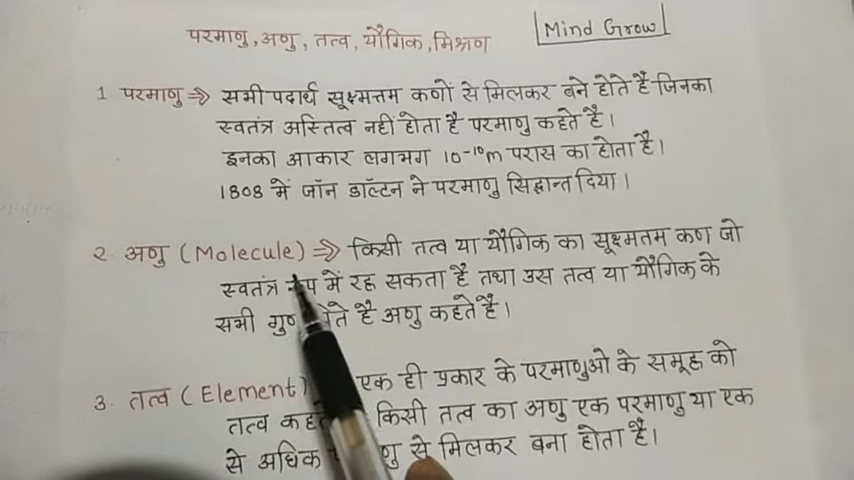 परमाणु, अणु, तत्व, यौगिक, मिश्रण
Mind Grow
1. परमाणु ⇒ सभी पदार्थ सूक्ष्मतम कणों से मिलकर बने होते है जिनका
स्वतंत्र अस्तित्व नहीं होता है परमाणु कहते है।
इनका आकार लगभग 10⁻¹⁰m परास का होता है।
1808 में जॉन डॉल्टन ने परमाणु सिद्धान्त दिया।
2. अणु (Molecule) ⇒ किसी तत्व या यौगिक का सूक्ष्मतम कण जो
स्वतंत्र में रह सकता है तथा उस तत्व या यौगिक के
सभी है अणु कहते है।
3. तत्व (Element) एक ही प्रकार के परमाणुओ के समूह को
तत्व किसी तत्व का अणु एक परमाणु या एक
से अधिक से मिलकर बना होता है।